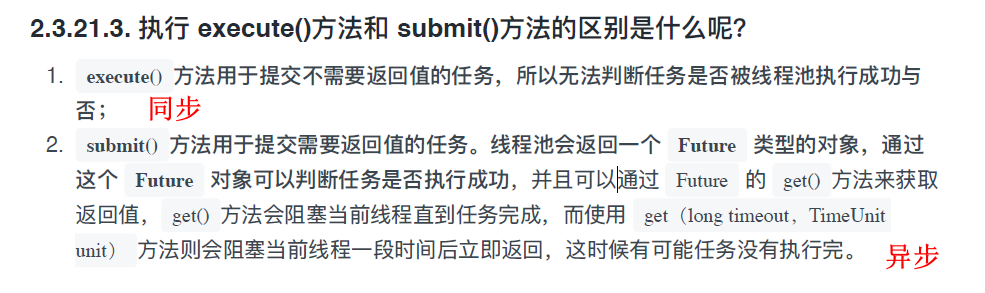 2.3.21.3. 执行 execute()方法和 submit()方法的区别是什么呢？
1. execute() 方法用于提交不需要返回值的任务，所以无法判断任务是否被线程池执行成功与
否； 同步
2. submit() 方法用于提交需要返回值的任务。线程池会返回一个 Future 类型的对象，通过
这个 Future 对象可以判断任务是否执行成功，并且可以通过 Future 的 get() 方法来获取
返回值， get() 方法会阻塞当前线程直到任务完成，而使用 get（long timeout，TimeUnit
unit） 方法则会阻塞当前线程一段时间后立即返回，这时候有可能任务没有执行完。 异步